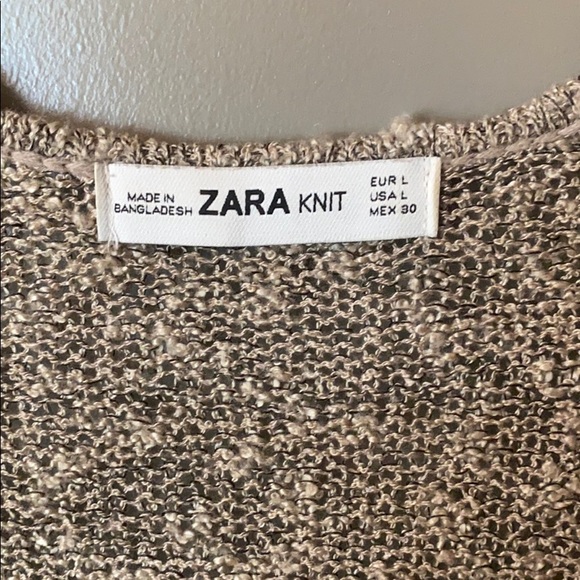 MADE IN
BANGLADESH
ZARA KNIT
EUR L
USA L
MEX 30